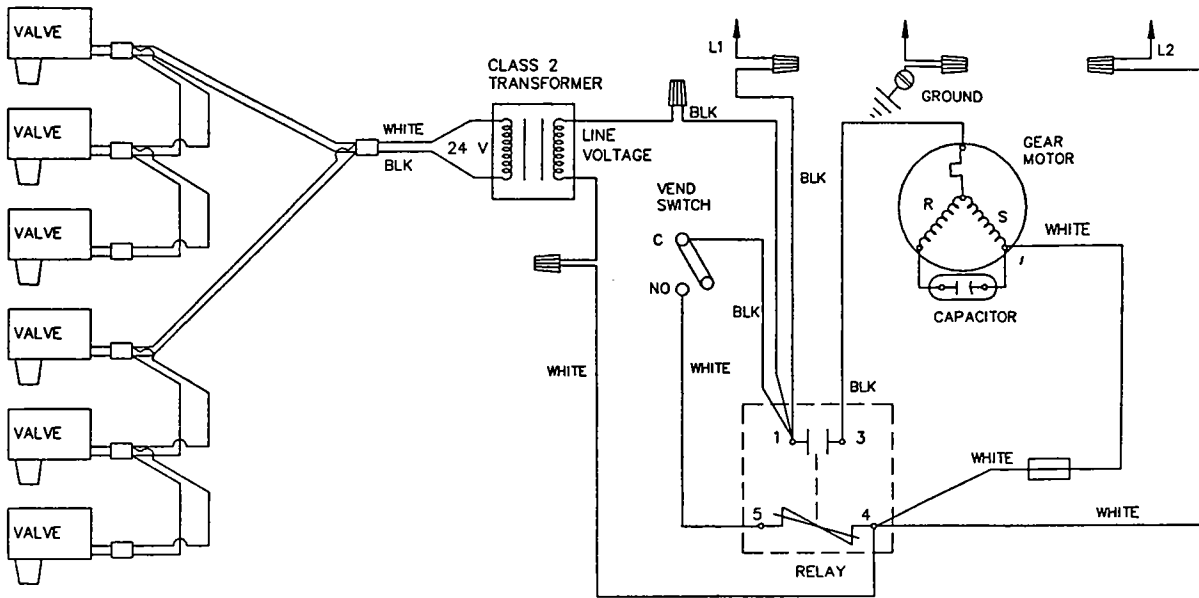 VALVE
VALVE
VALVE
VALVE
VALVE
VALVE
WHITE
BLK
24 V
CLASS 2
TRANSFORMER
LINE
VOLTAGE
BLK
L1
GROUND
L2
BLK
GEAR
MOTOR
R
S
WHITE
CAPACITOR
VEND
SWITCH
C
NO
BLK
WHITE
WHITE
BLK
1
3
5
4
RELAY
WHITE
WHITE